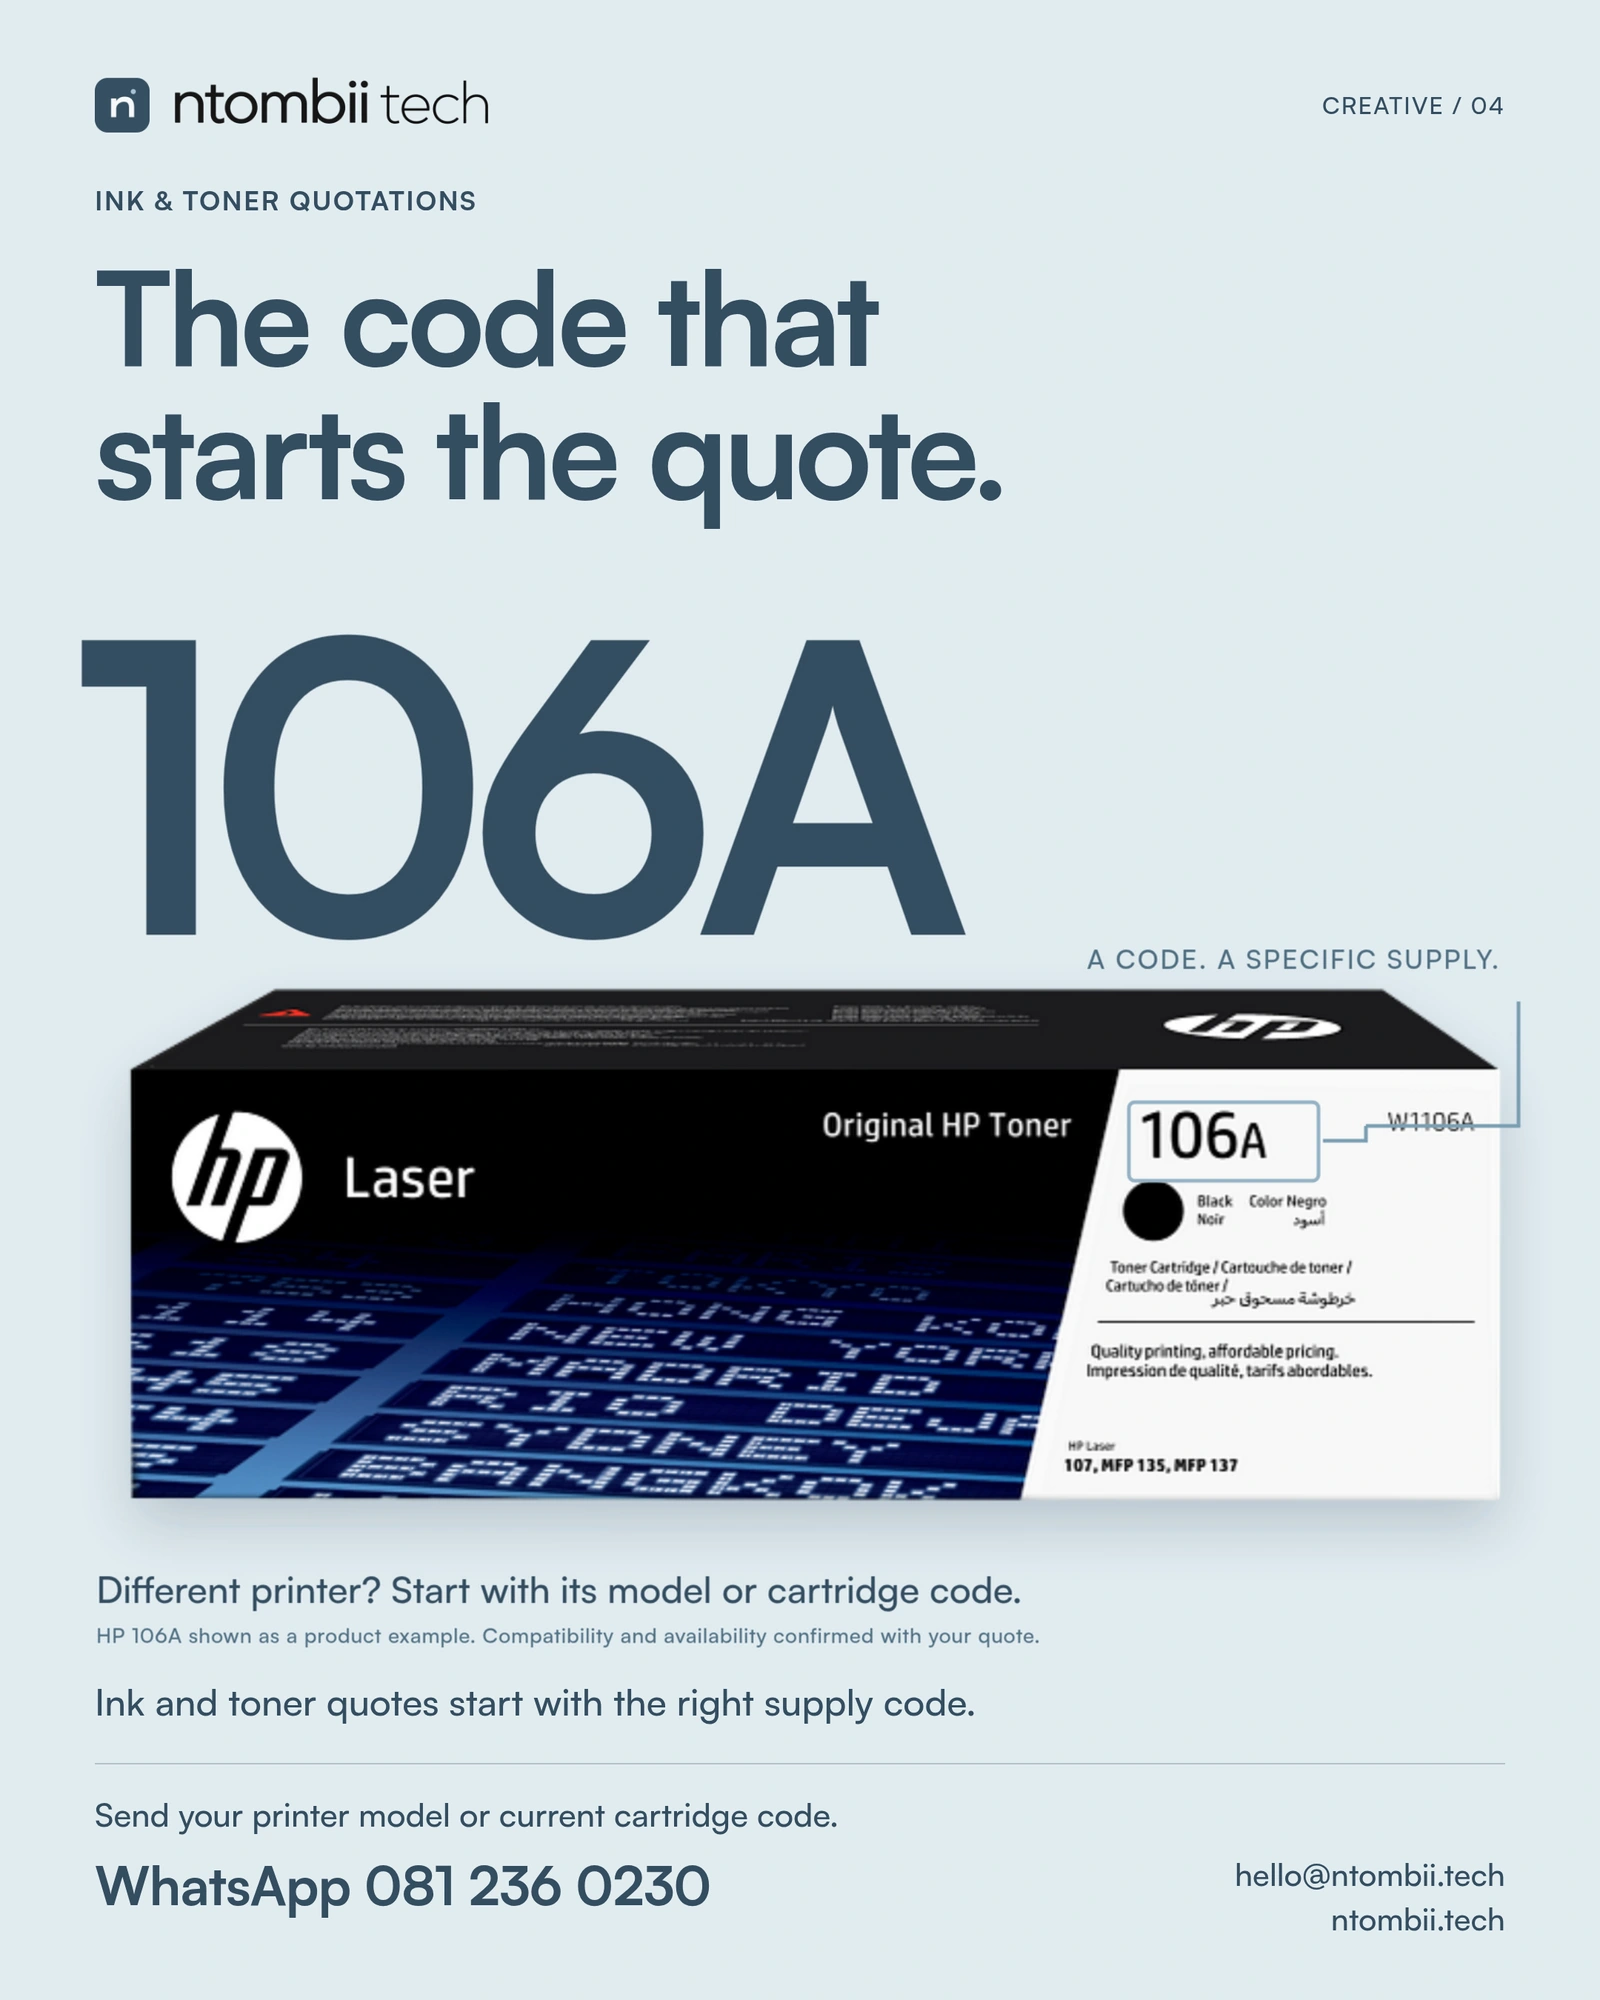 n ntombii tech
CREATIVE / 04
INK & TONER QUOTATIONS
The code that
starts the quote.
106A
A CODE. A SPECIFIC SUPPLY.
hp
hp
Laser
Original HP Toner
106A
W1106A
Black Color Negro
Noir أسود
Toner Cartridge / Cartouche de toner /
Cartucho de tóner /
خرطوشة مسحوق حبر
Quality printing, affordable pricing.
Impression de qualité, tarifs abordables.
HP Laser
107, MFP 135, MFP 137
TOKYO
HONG KO
NEW YORK
MADRID
RIO DEJA
SYDNEY
BANGKOK
Different printer? Start with its model or cartridge code.
HP 106A shown as a product example. Compatibility and availability confirmed with your quote.
Ink and toner quotes start with the right supply code.
Send your printer model or current cartridge code.
WhatsApp 081 236 0230
hello@ntombii.tech
ntombii.tech